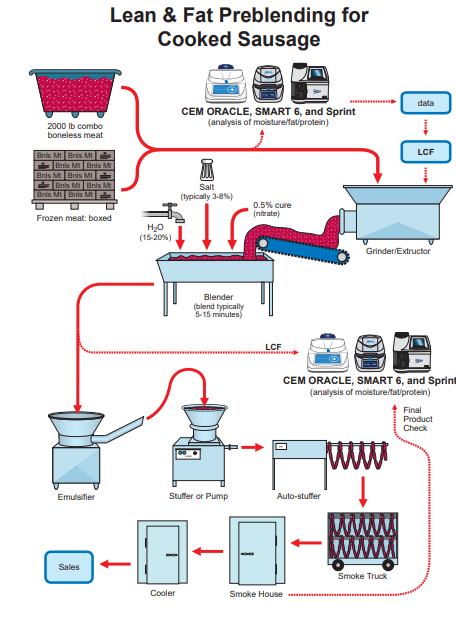 Lean & Fat Preblending for
Cooked Sausage
2000 lb combo
boneless meat
CEM ORACLE, SMART 6, and Sprint
(analysis of moisture/fat/protein)
data
LCF
Bnls Mt Bnls Mt
Bnls Mt Bnls Mt
Bnls Mt Bnls Mt
Bnls Mt Bnls Mt
Bnls Mt Bnls Mt
Frozen meat: boxed
Salt
(typically 3-8%)
0.5% cure
(nitrate)
H₂O
(15-20%)
Grinder/Extructor
Blender
(blend typically
5-15 minutes)
LCF
CEM ORACLE, SMART 6, and Sprint
(analysis of moisture/fat/protein)
Final
Product
Check
Emulsifier
Stuffer or Pump
Auto-stuffer
Smoke Truck
Sales
Cooler
Smoke House